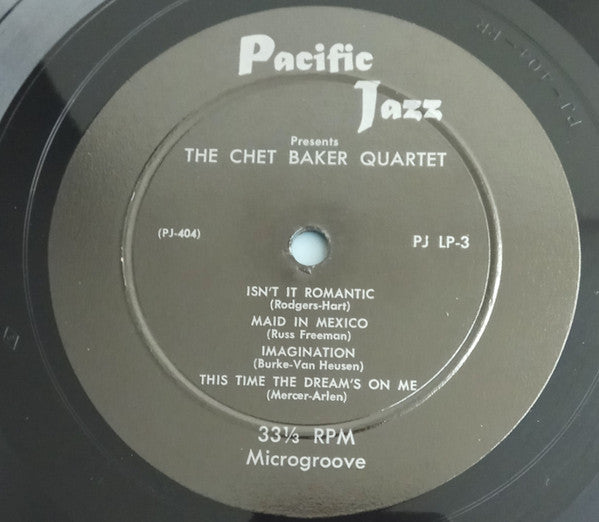 Pacific
Jazz
Presents
THE CHET BAKER QUARTET
(PJ-404)
PJ LP-3
ISN'T IT ROMANTIC
(Rodgers-Hart)
MAID IN MEXICO
(Russ Freeman)
IMAGINATION
(Burke-Van Heusen)
THIS TIME THE DREAM'S ON ME
(Mercer-Arlen)
33⅓ RPM
Microgroove